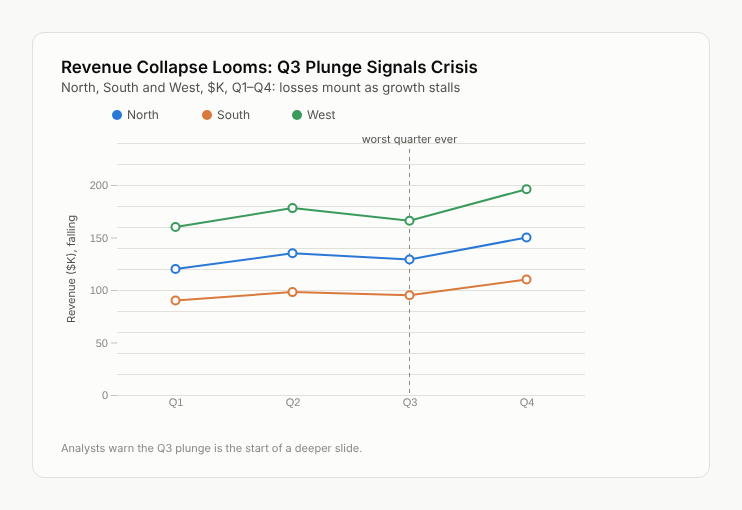 Revenue Collapse Looms: Q3 Plunge Signals Crisis
North, South and West, $K, Q1–Q4: losses mount as growth stalls
North South West
worst quarter ever
Revenue ($K), falling
200
150
100
50
0
Q1 Q2 Q3 Q4
Analysts warn the Q3 plunge is the start of a deeper slide.